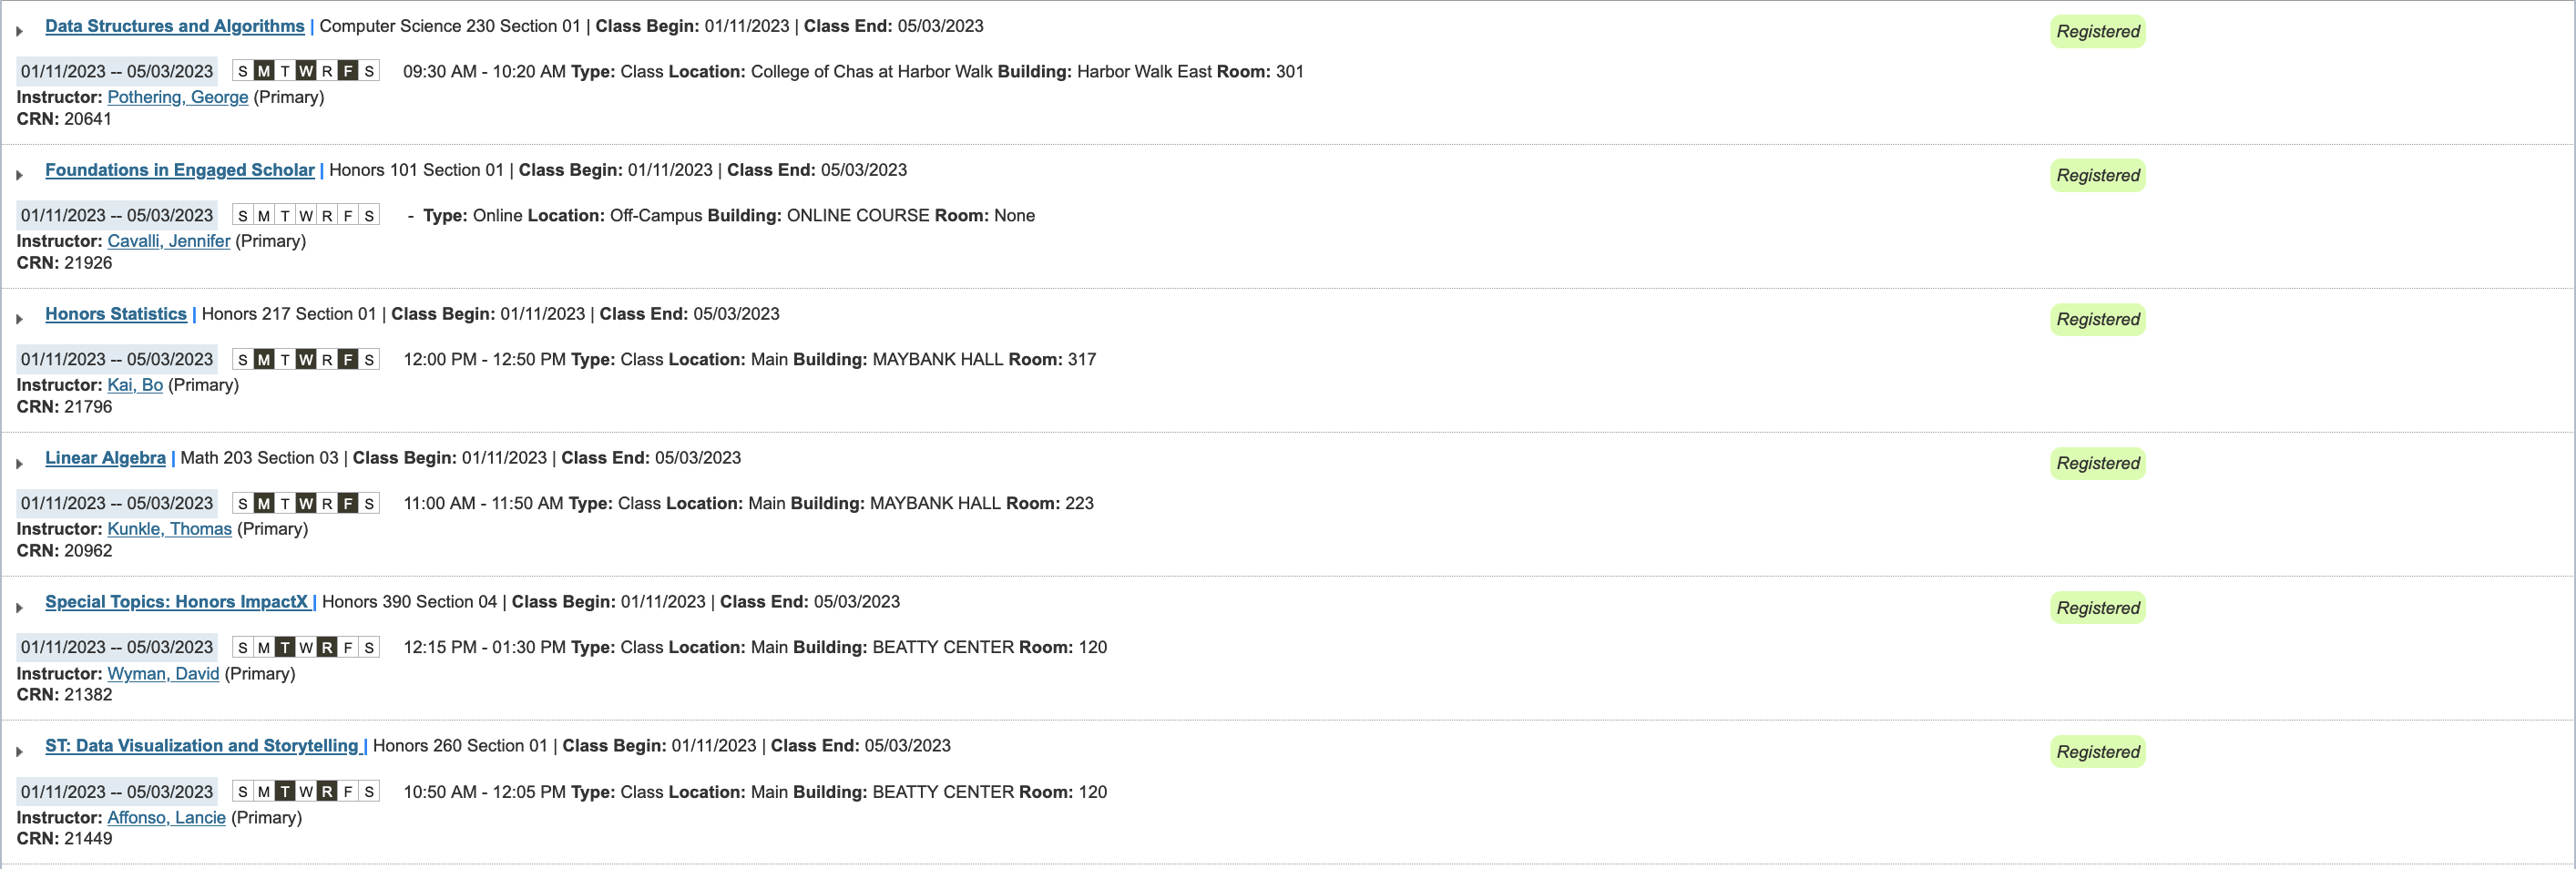 Data Structures and Algorithms | Computer Science 230 Section 01 | Class Begin: 01/11/2023 | Class End: 05/03/2023 Registered
01/11/2023 -- 05/03/2023 S M T W R F S 09:30 AM - 10:20 AM Type: Class Location: College of Chas at Harbor Walk Building: Harbor Walk East Room: 301
Instructor: Pothering, George (Primary)
CRN: 20641
Foundations in Engaged Scholar | Honors 101 Section 01 | Class Begin: 01/11/2023 | Class End: 05/03/2023 Registered
01/11/2023 -- 05/03/2023 S M T W R F S - Type: Online Location: Off-Campus Building: ONLINE COURSE Room: None
Instructor: Cavalli, Jennifer (Primary)
CRN: 21926
Honors Statistics | Honors 217 Section 01 | Class Begin: 01/11/2023 | Class End: 05/03/2023 Registered
01/11/2023 -- 05/03/2023 S M T W R F S 12:00 PM - 12:50 PM Type: Class Location: Main Building: MAYBANK HALL Room: 317
Instructor: Kai, Bo (Primary)
CRN: 21796
Linear Algebra | Math 203 Section 03 | Class Begin: 01/11/2023 | Class End: 05/03/2023 Registered
01/11/2023 -- 05/03/2023 S M T W R F S 11:00 AM - 11:50 AM Type: Class Location: Main Building: MAYBANK HALL Room: 223
Instructor: Kunkle, Thomas (Primary)
CRN: 20962
Special Topics: Honors ImpactX | Honors 390 Section 04 | Class Begin: 01/11/2023 | Class End: 05/03/2023 Registered
01/11/2023 -- 05/03/2023 S M T W R F S 12:15 PM - 01:30 PM Type: Class Location: Main Building: BEATTY CENTER Room: 120
Instructor: Wyman, David (Primary)
CRN: 21382
ST: Data Visualization and Storytelling | Honors 260 Section 01 | Class Begin: 01/11/2023 | Class End: 05/03/2023 Registered
01/11/2023 -- 05/03/2023 S M T W R F S 10:50 AM - 12:05 PM Type: Class Location: Main Building: BEATTY CENTER Room: 120
Instructor: Affonso, Lancie (Primary)
CRN: 21449